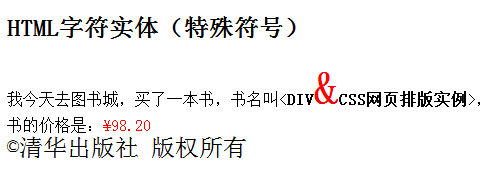 HTML字符实体（特殊符号）
我今天去图书城，买了一本书，书名叫<DIV&CSS网页排版实例>，
书的价格是：¥98.20
©清华出版社 版权所有